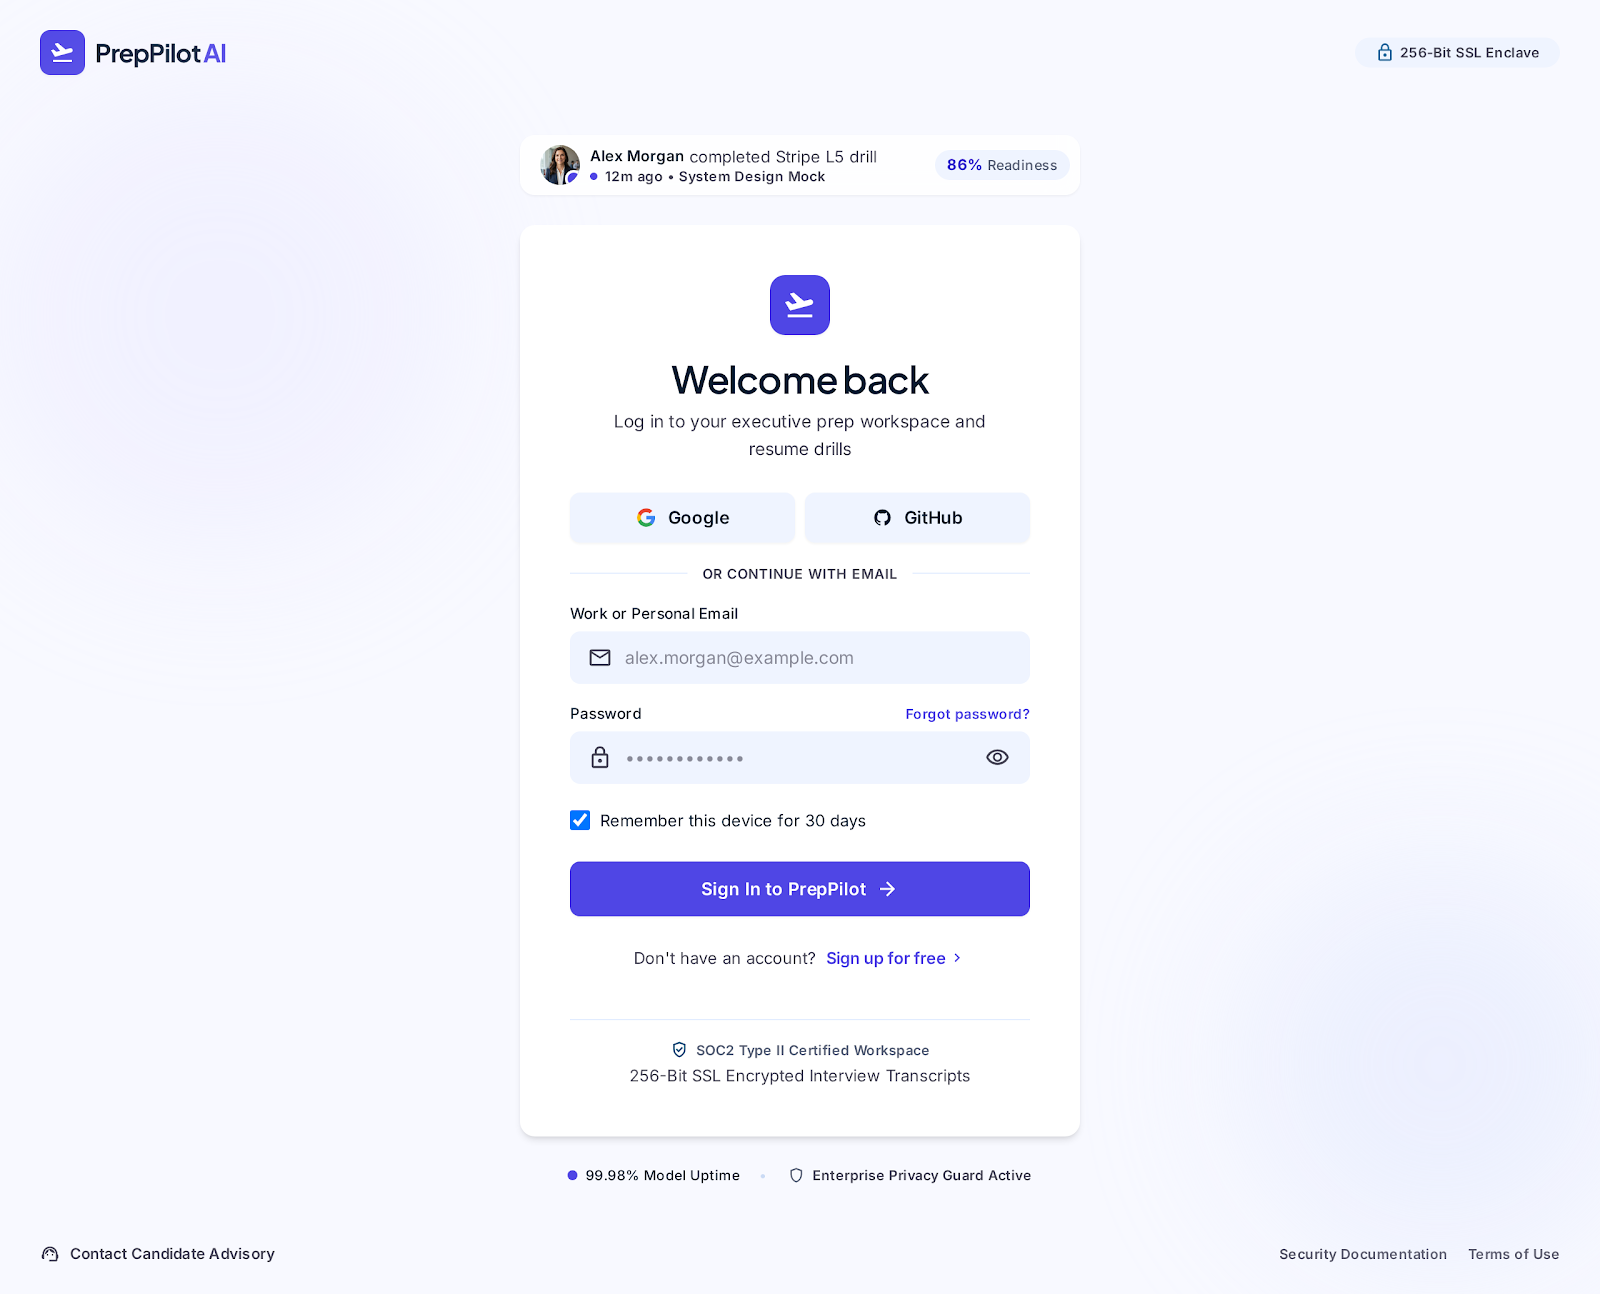 PrepPilot AI
256-Bit SSL Enclave
Alex Morgan completed Stripe L5 drill
12m ago • System Design Mock
86% Readiness
Welcome back
Log in to your executive prep workspace and
resume drills
Google
GitHub
OR CONTINUE WITH EMAIL
Work or Personal Email
alex.morgan@example.com
Password
Forgot password?
••••••••••••
Remember this device for 30 days
Sign In to PrepPilot →
Don't have an account? Sign up for free ›
SOC2 Type II Certified Workspace
256-Bit SSL Encrypted Interview Transcripts
99.98% Model Uptime • Enterprise Privacy Guard Active
Contact Candidate Advisory
Security Documentation
Terms of Use